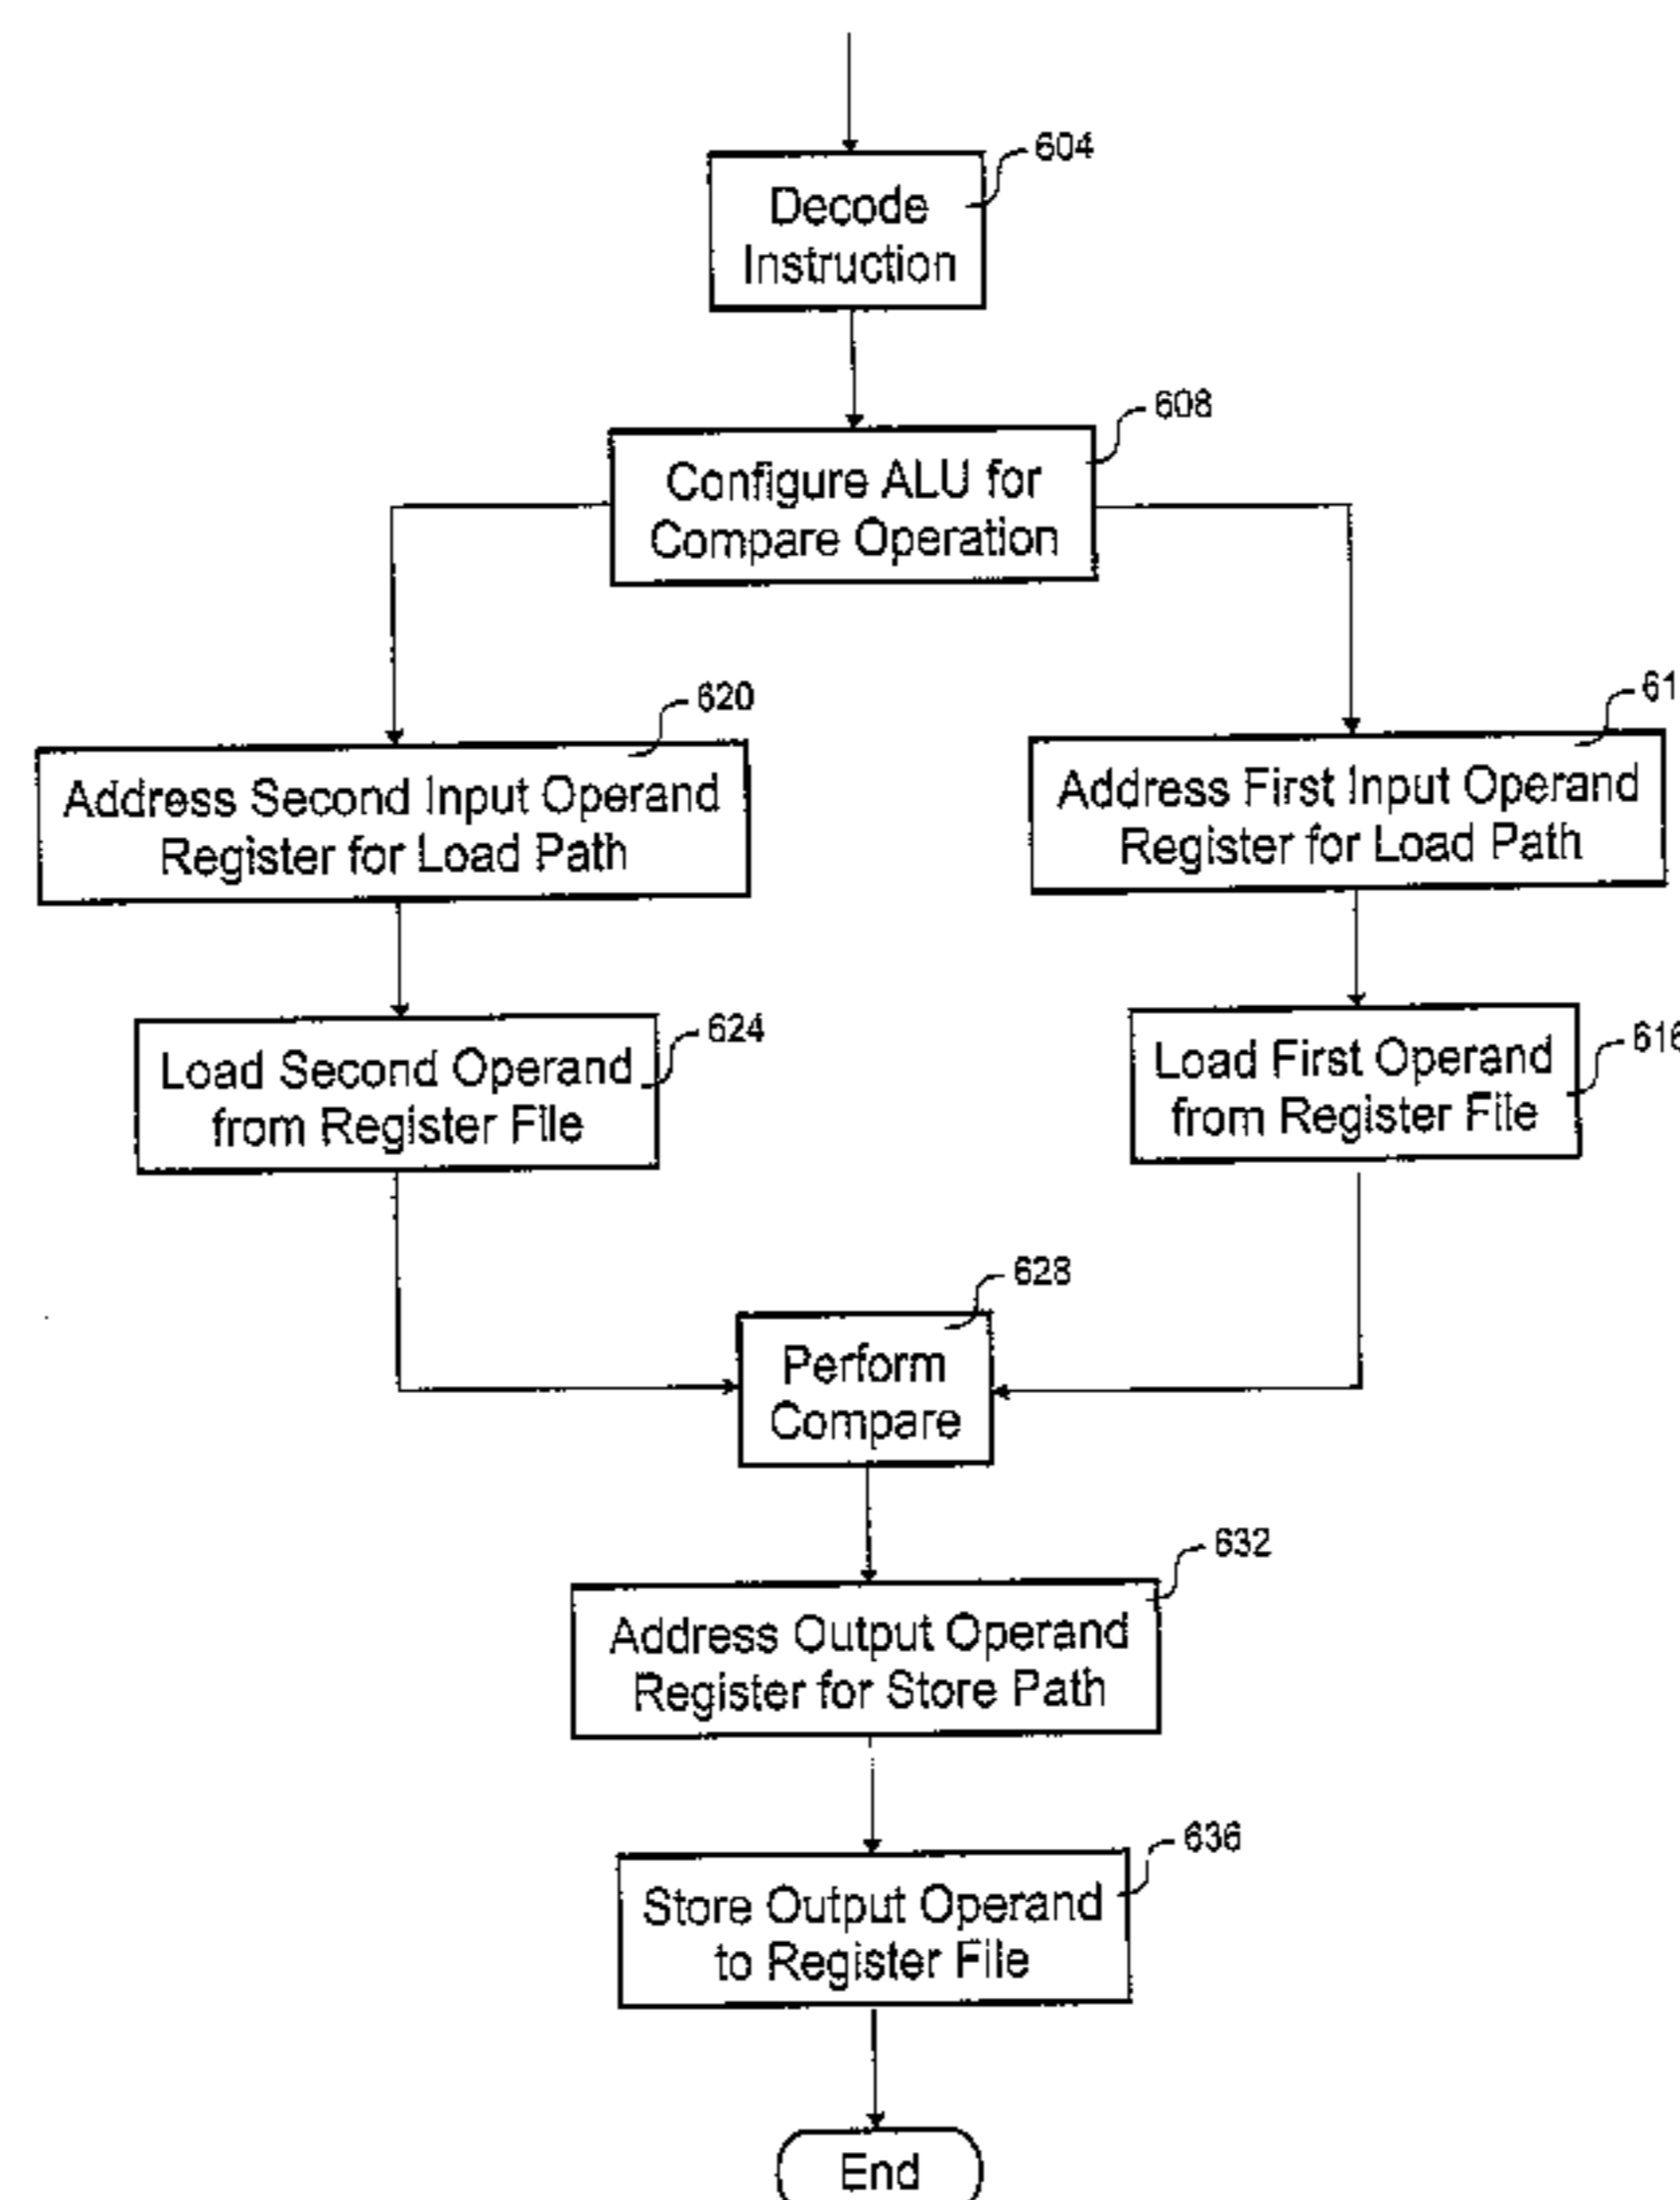 604
Decode
Instruction
608
Configure ALU for
Compare Operation
620
Address Second Input Operand
Register for Load Path
61
Address First Input Operand
Register for Load Path
624
Load Second Operand
from Register File
616
Load First Operand
from Register File
628
Perform
Compare
632
Address Output Operand
Register for Store Path
636
Store Output Operand
to Register File
End